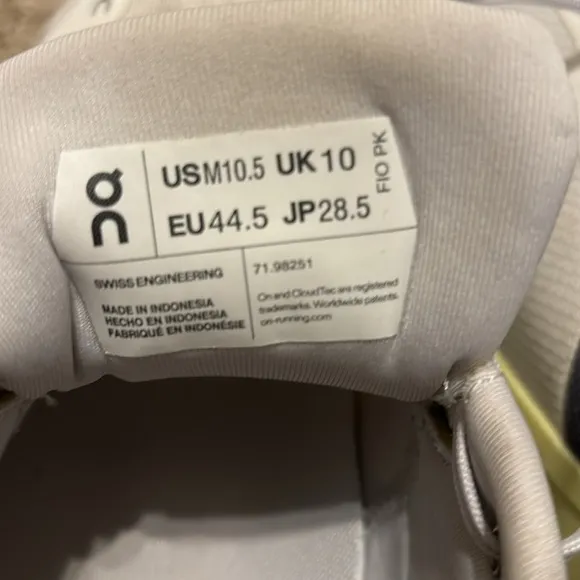 ON
USM10.5 UK10
EU44.5 JP28.5
FIO PK
SWISS ENGINEERING
MADE IN INDONESIA
HECHO EN INDONESIA
FABRIQUÉ EN INDONÉSIE
71.98251
On and CloudTec are registered
trademarks. Worldwide patents.
on-running.com